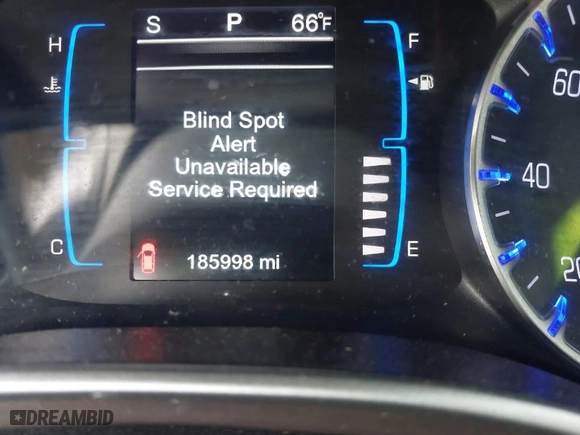 S P 66°F
H F
60
Blind Spot
Alert
Unavailable
Service Required
40
C E
185998 mi
20
DREAMBID